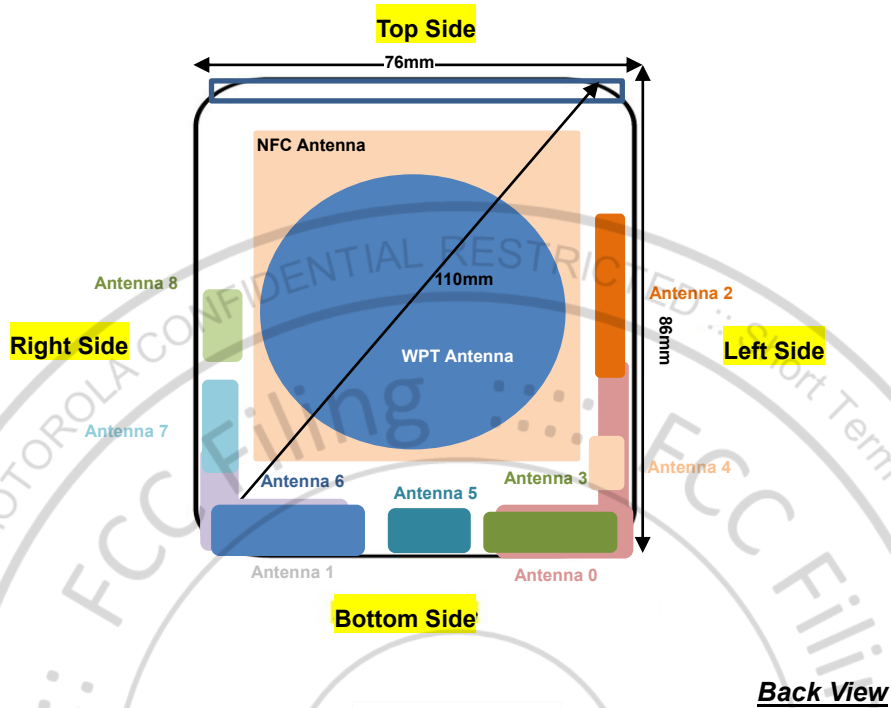 Top Side
76mm
NFC Antenna
MOTOROLA CONFIDENTIAL RESTRICTED :: Short Term
Antenna 8
110mm
Antenna 2
86mm
Right Side
WPT Antenna
Left Side
Antenna 7
FCC Filing :::: FCC Filing
Antenna 6
Antenna 3
Antenna 4
Antenna 5
Antenna 1
Antenna 0
Bottom Side
Back View